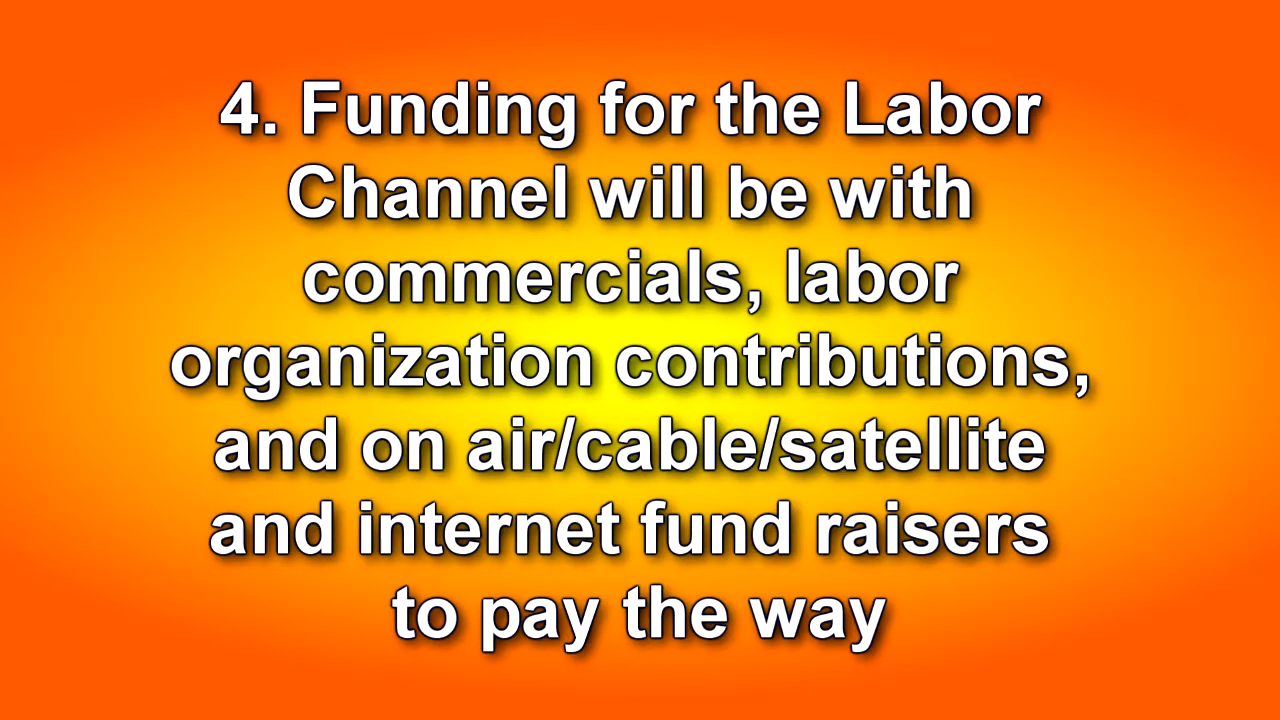 4. Funding for the Labor
Channel will be with
commercials, labor
organization contributions,
and on air/cable/satellite
and internet fund raisers
to pay the way